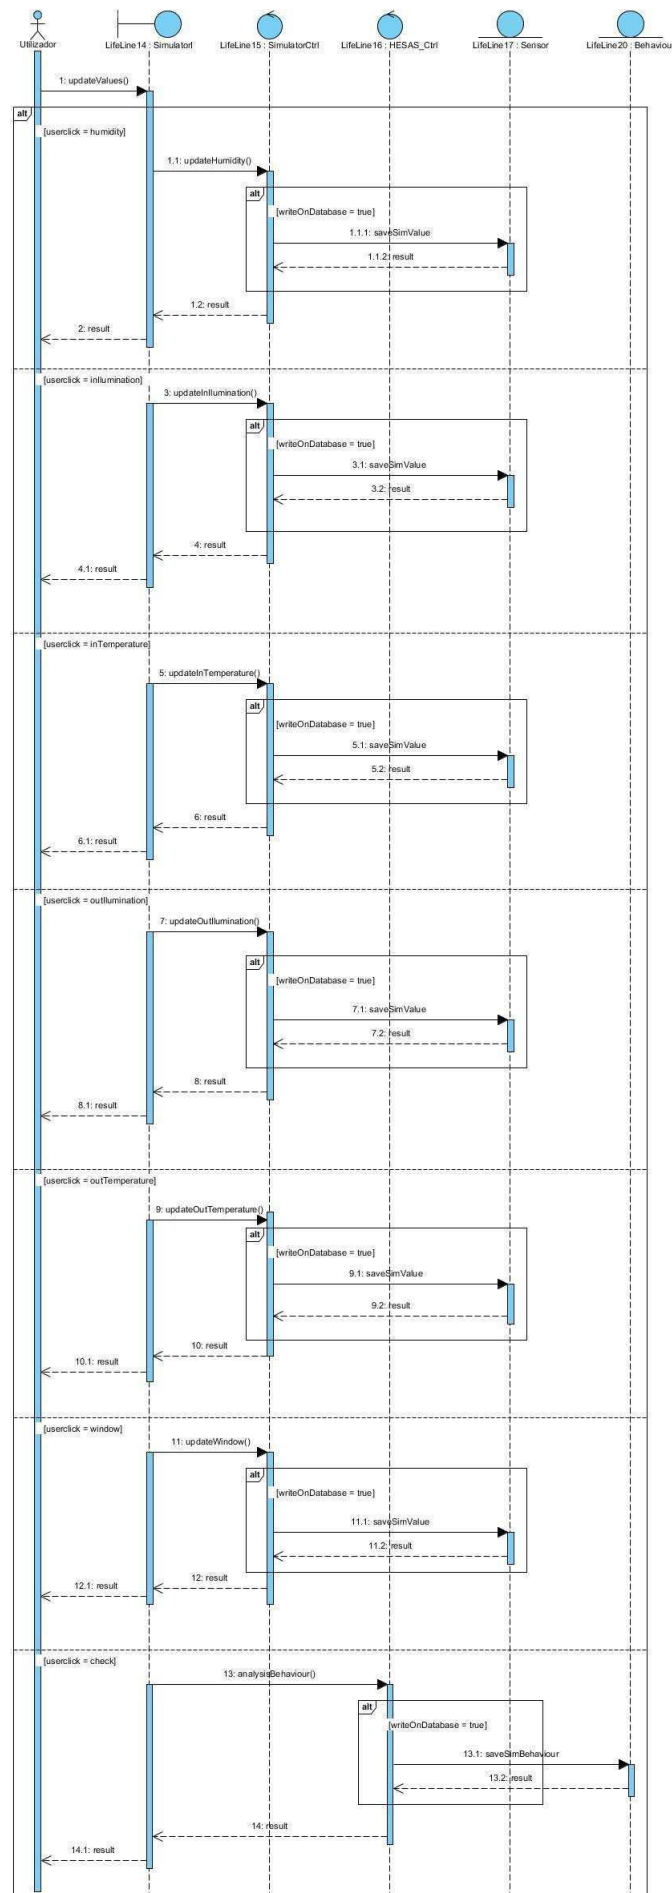 Utilizador
LifeLine14 : SimulatorI
LifeLine15 : SimulatorCtrl
LifeLine16 : HESAS_Ctrl
LifeLine17 : Sensor
LifeLine20 : Behaviou
1: updateValues()
alt
[userclick = humidity]
1.1: updateHumidity()
alt
[writeOnDatabase = true]
1.1.1: saveSimValue
1.1.2: result
1.2: result
2: result
[userclick = inIlumination]
3: updateInIlumination()
alt
[writeOnDatabase = true]
3.1: saveSimValue
3.2: result
4: result
4.1: result
[userclick = inTemperature]
5: updateInTemperature()
alt
[writeOnDatabase = true]
5.1: saveSimValue
5.2: result
6: result
6.1: result
[userclick = outIlumination]
7: updateOutIlumination()
alt
[writeOnDatabase = true]
7.1: saveSimValue
7.2: result
8: result
8.1: result
[userclick = outTemperature]
9: updateOutTemperature()
alt
[writeOnDatabase = true]
9.1: saveSimValue
9.2: result
10: result
10.1: result
[userclick = window]
11: updateWindow()
alt
[writeOnDatabase = true]
11.1: saveSimValue
11.2: result
12: result
12.1: result
[userclick = check]
13: analysisBehaviour()
alt
[writeOnDatabase = true]
13.1: saveSimBehaviour
13.2: result
14: result
14.1: result